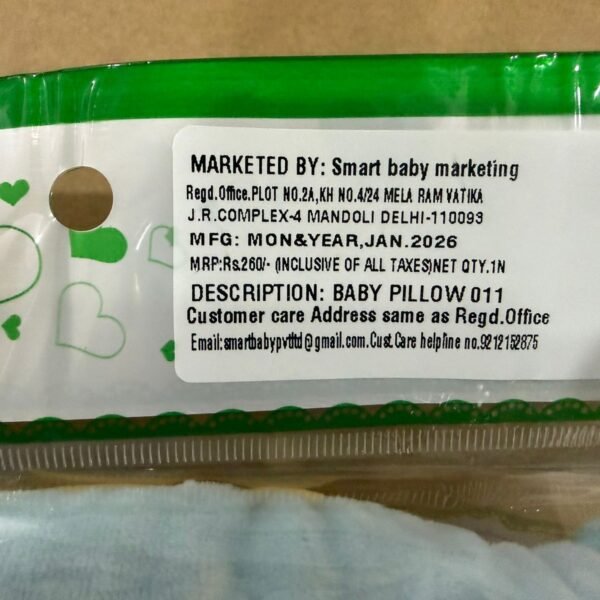 MARKETED BY: Smart baby marketing
Regd.Office.PLOT NO.2A,KH NO.4/24 MELA RAM VATIKA
J.R.COMPLEX-4 MANDOLI DELHI-110093
MFG: MON&YEAR,JAN.2026
MRP:Rs.260/- (INCLUSIVE OF ALL TAXES)NET QTY.1N
DESCRIPTION: BABY PILLOW 011
Customer care Address same as Regd.Office
Email:smartbabypvtltd@gmail.com.Cust.Care helpline no.9212152875